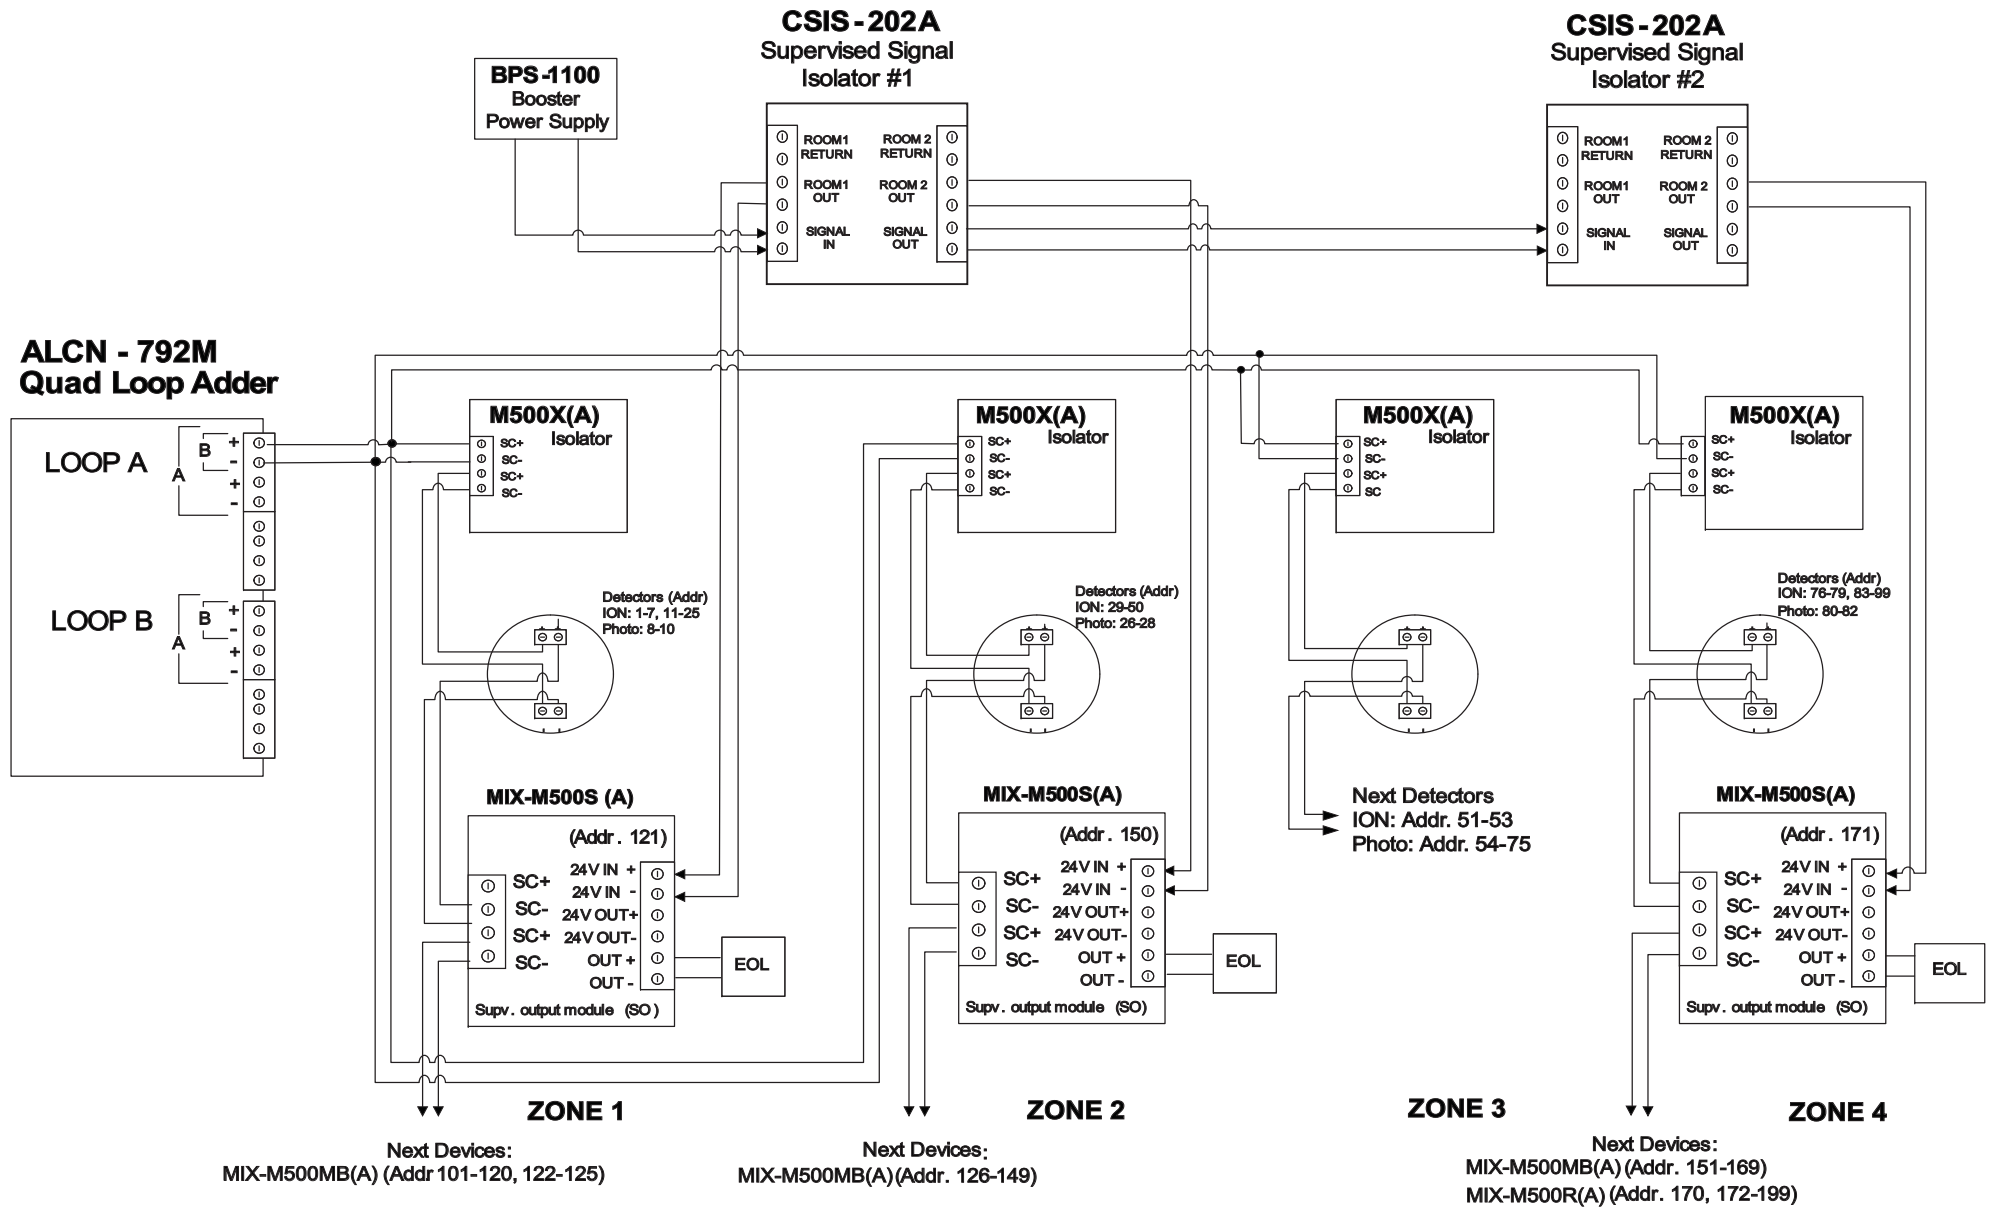 CSIS - 202A
Supervised Signal
Isolator #1
CSIS - 202A
Supervised Signal
Isolator #2
BPS -1100
Booster
Power Supply
ROOM1
RETURN
ROOM1
OUT
SIGNAL
IN
ROOM 2
RETURN
ROOM 2
OUT
SIGNAL
OUT
ROOM1
RETURN
ROOM1
OUT
SIGNAL
IN
ROOM 2
RETURN
ROOM 2
OUT
SIGNAL
OUT
ALCN - 792M
Quad Loop Adder
LOOP A
A
B
+
-
+
-
LOOP B
A
B
+
-
+
-
M500X(A)
Isolator
SC+
SC-
SC+
SC-
M500X(A)
Isolator
SC+
SC-
SC+
SC-
M500X(A)
Isolator
SC+
SC-
SC+
SC
M500X(A)
Isolator
SC+
SC-
SC+
SC-
Detectors (Addr)
ION: 1-7, 11-25
Photo: 8-10
Detectors (Addr)
ION: 29-50
Photo: 26-28
Detectors (Addr)
ION: 76-79, 83-99
Photo: 80-82
Next Detectors
ION: Addr. 51-53
Photo: Addr. 54-75
MIX-M500S (A)
(Addr. 121)
SC+
SC-
SC+
SC-
24V IN +
24V IN -
24V OUT+
24V OUT-
OUT +
OUT -
Supv. output module (SO)
EOL
MIX-M500S(A)
(Addr. 150)
SC+
SC-
SC+
SC-
24V IN +
24V IN -
24V OUT+
24V OUT-
OUT +
OUT -
Supv. output module (SO)
EOL
MIX-M500S(A)
(Addr. 171)
SC+
SC-
SC+
SC-
24V IN +
24V IN -
24V OUT+
24V OUT-
OUT +
OUT -
Supv. output module (SO)
EOL
ZONE 1
ZONE 2
ZONE 3
ZONE 4
Next Devices:
MIX-M500MB(A) (Addr 101-120, 122-125)
Next Devices:
MIX-M500MB(A) (Addr. 126-149)
Next Devices:
MIX-M500MB(A) (Addr. 151-169)
MIX-M500R(A) (Addr. 170, 172-199)